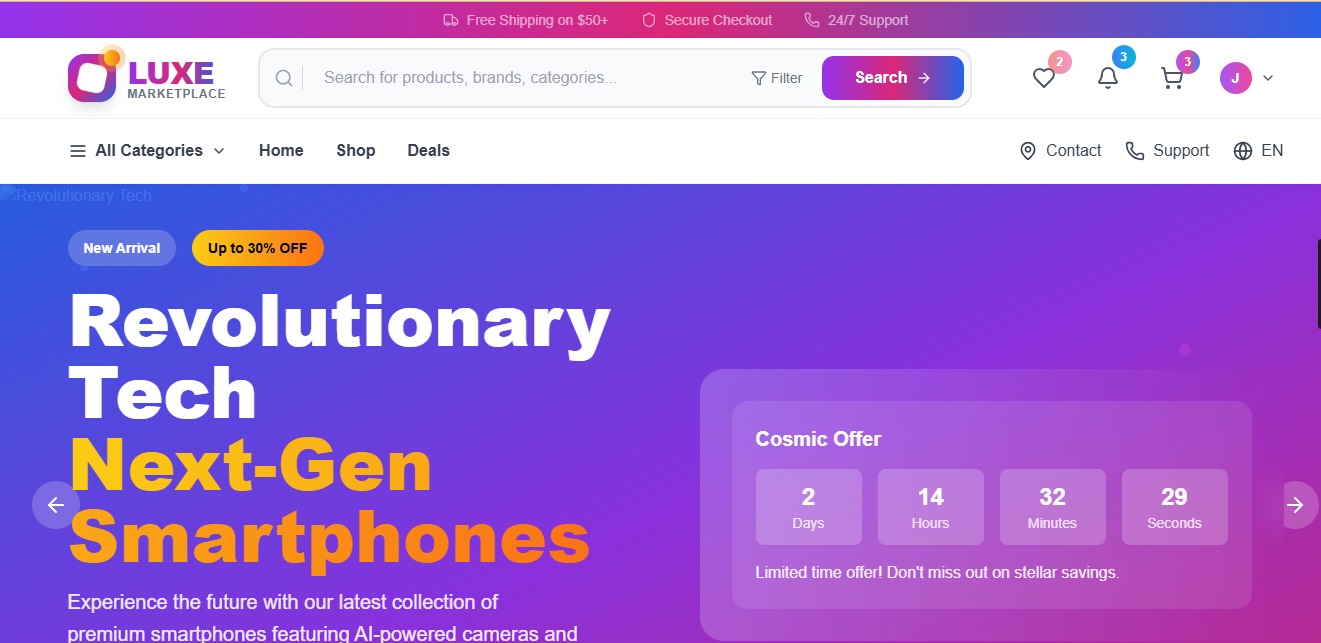 Free Shipping on $50+ Secure Checkout 24/7 Support
LUXE
MARKETPLACE
Search for products, brands, categories...
Filter
Search
2
3
3
J
All Categories Home Shop Deals
Contact Support EN
Revolutionary Tech
New Arrival
Up to 30% OFF
Revolutionary
Tech
Next-Gen
Smartphones
Experience the future with our latest collection of
premium smartphones featuring AI-powered cameras and
Cosmic Offer
2 14 32 29
Days Hours Minutes Seconds
Limited time offer! Don't miss out on stellar savings.